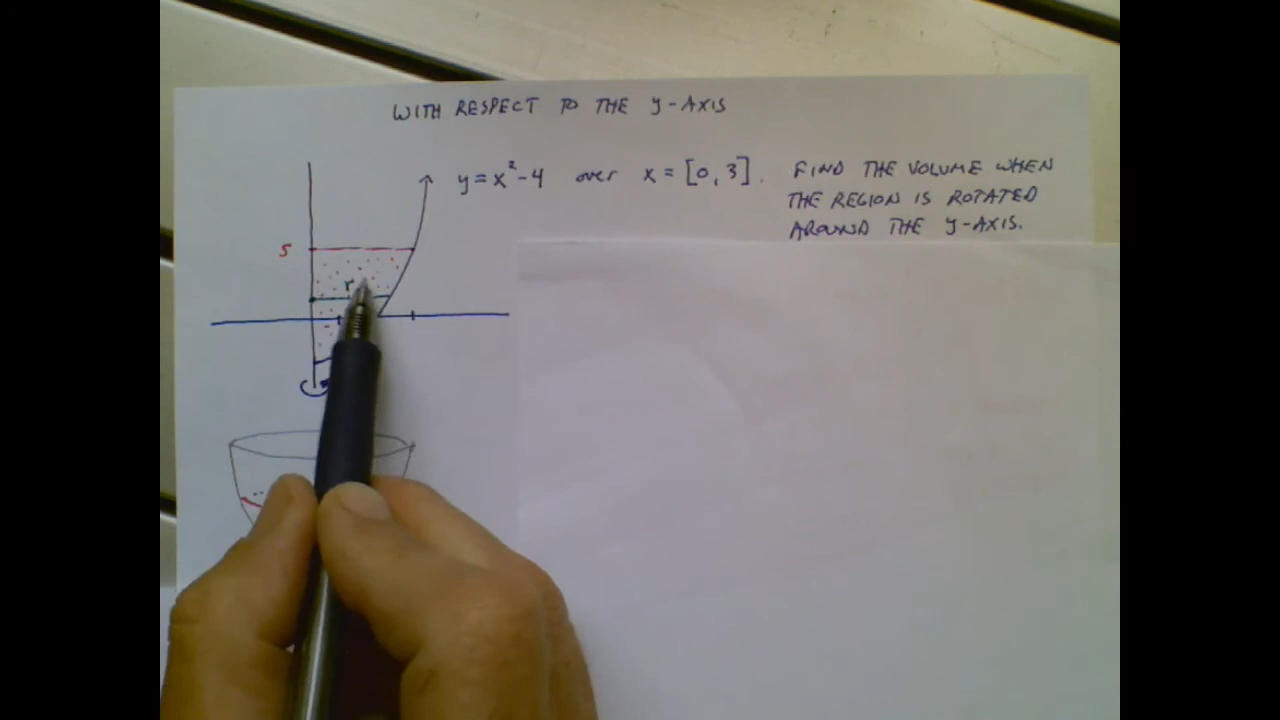 WITH RESPECT TO THE y-AXIS
y = x² - 4 over x = [0, 3]. FIND THE VOLUME WHEN
THE REGION IS ROTATED
AROUND THE y-AXIS.
5
r